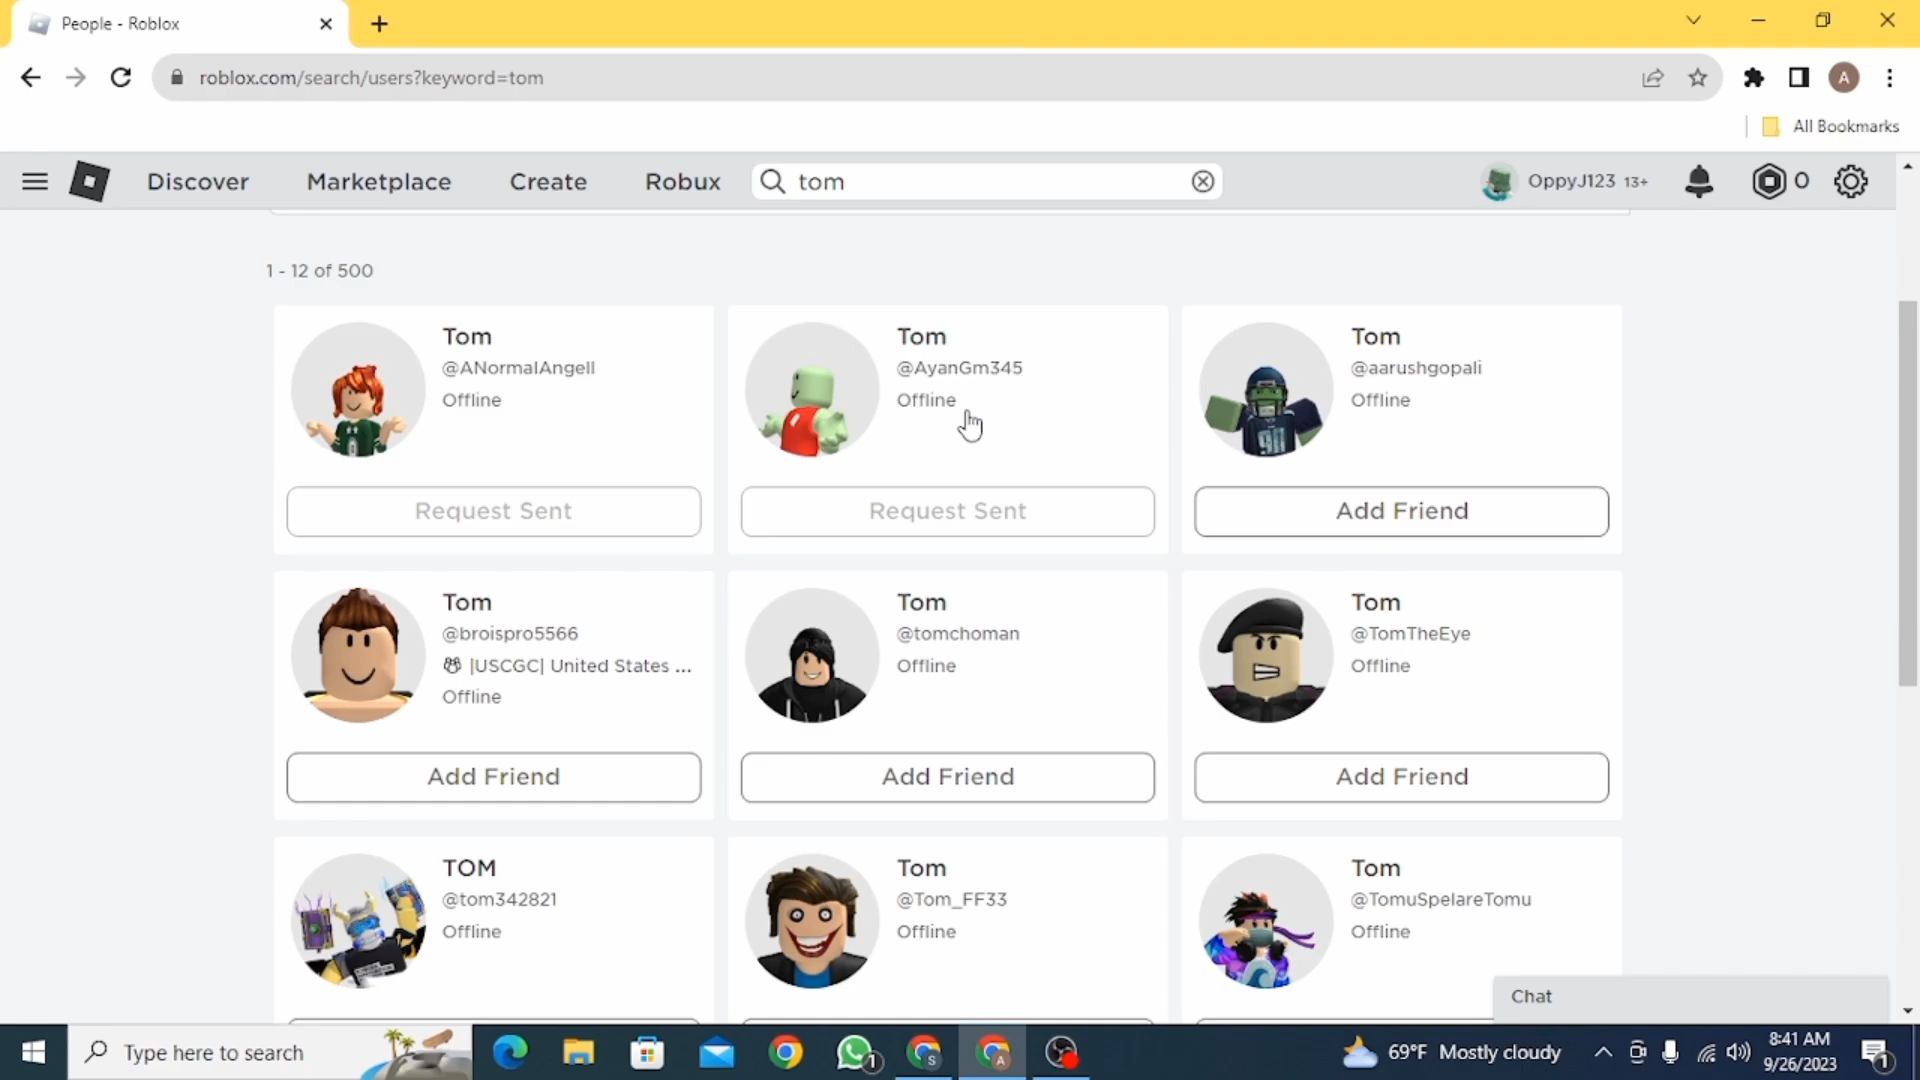 People - Roblox
roblox.com/search/users?keyword=tom
A
All Bookmarks
Discover Marketplace Create Robux tom OppyJ123 13+ 0
1 - 12 of 500
Tom
@ANormalAngell
Offline
Request Sent
Tom
@AyanGm345
Offline
Request Sent
Tom
@aarushgopali
Offline
Add Friend
Tom
@broispro5566
|USCGC| United States ...
Offline
Add Friend
Tom
@tomchoman
Offline
Add Friend
Tom
@TomTheEye
Offline
Add Friend
TOM
@tom342821
Offline
Tom
@Tom_FF33
Offline
Tom
@TomuSpelareTomu
Offline
Chat
Type here to search
1
S
A
69°F Mostly cloudy
8:41 AM
9/26/2023
1